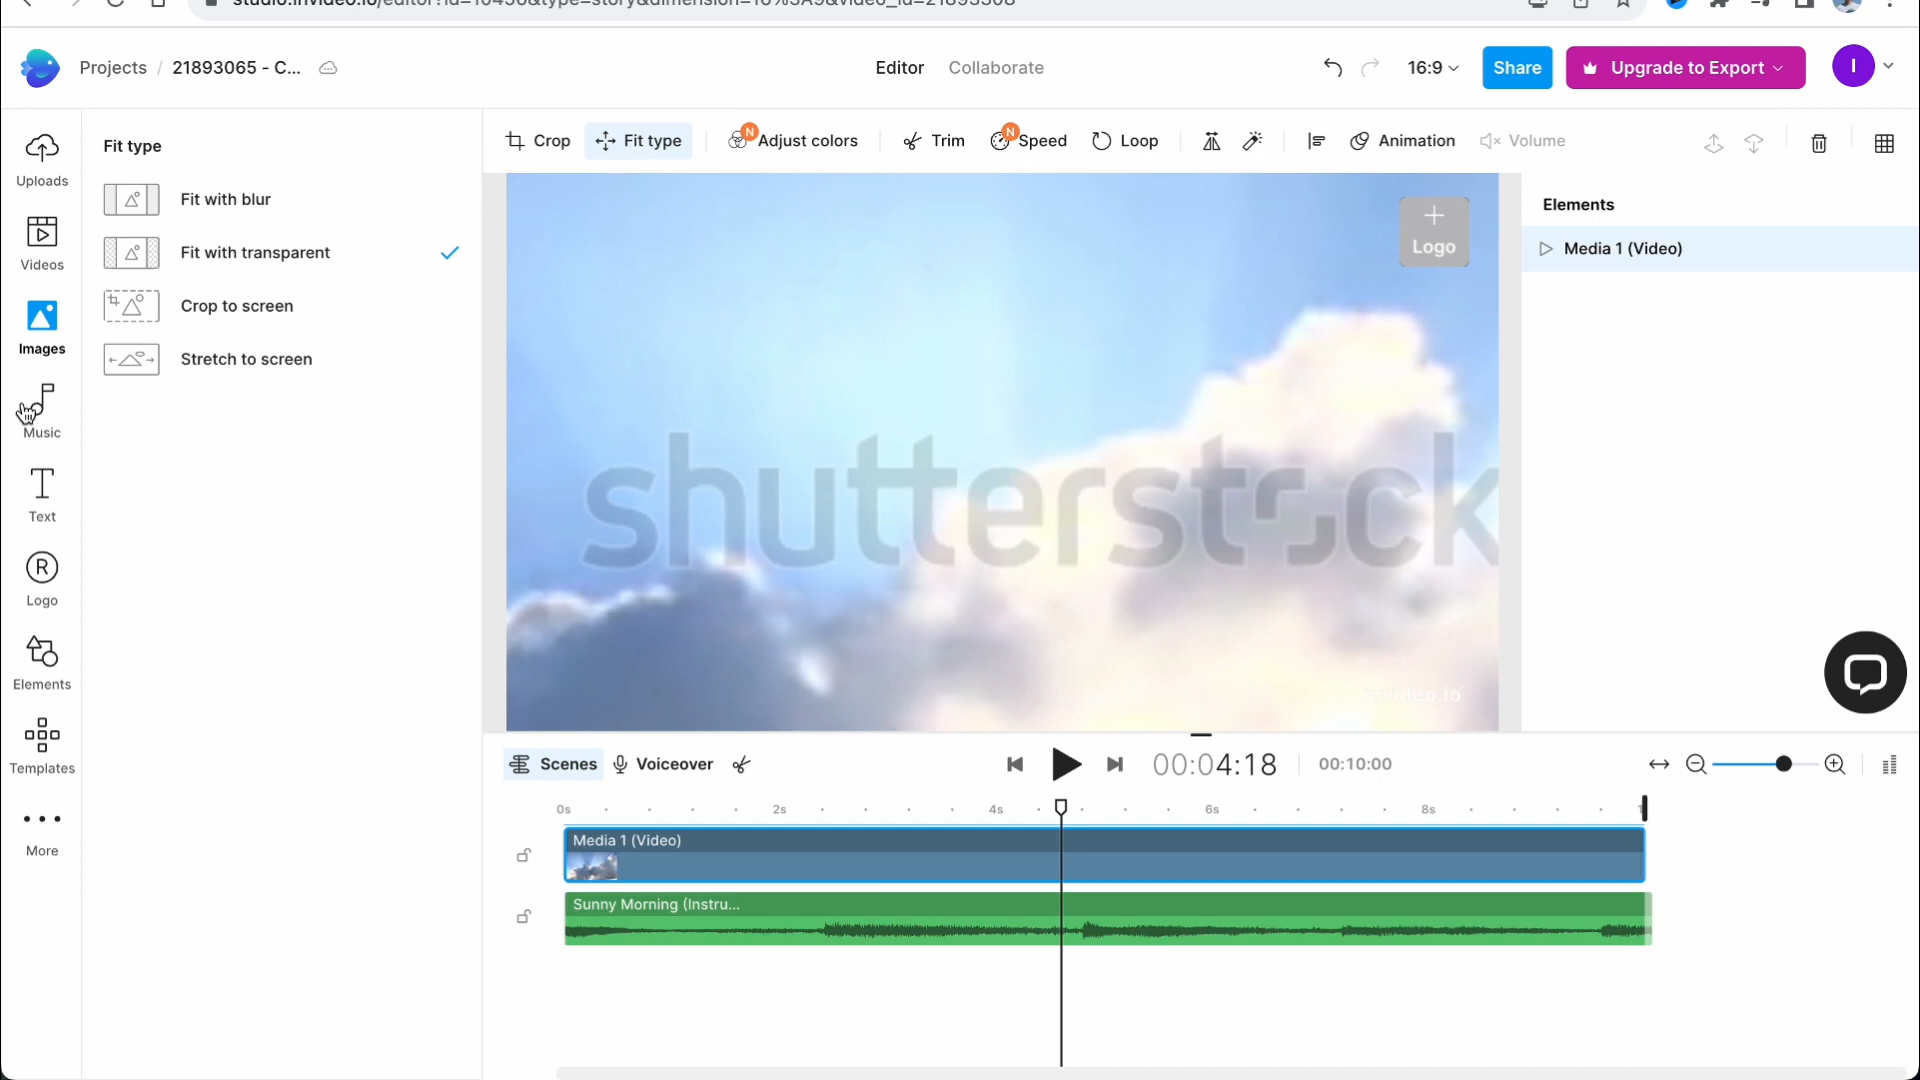 Projects / 21893065 - C...
Editor
Collaborate
16:9
Share
Upgrade to Export
I
Uploads
Videos
Images
Music
Text
R
Logo
Elements
Templates
More
Fit type
Fit with blur
Fit with transparent
Crop to screen
Stretch to screen
Crop
Fit type
N
Adjust colors
Trim
N
Speed
Loop
Animation
Volume
+
Logo
shutterstock
invideo.io
Elements
Media 1 (Video)
Scenes
Voiceover
00:04:18
00:10:00
0s
2s
4s
6s
8s
Media 1 (Video)
Sunny Morning (Instru...